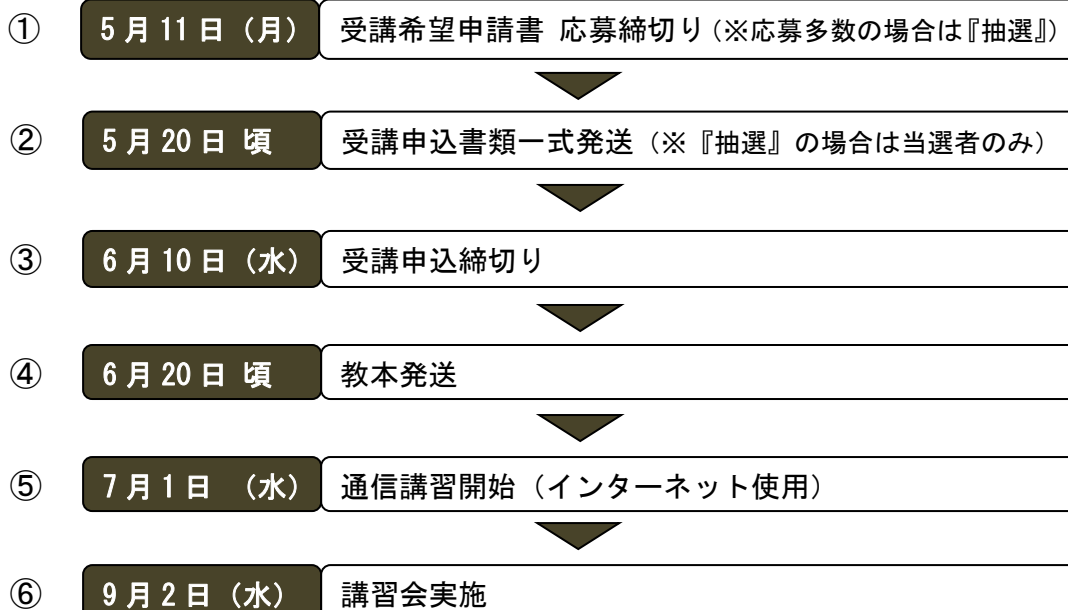 ① 5月11日（月） 受講希望申請書 応募締切り（※応募多数の場合は『抽選』）
② 5月20日 頃 受講申込書類一式発送（※『抽選』の場合は当選者のみ）
③ 6月10日（水） 受講申込締切り
④ 6月20日 頃 教本発送
⑤ 7月1日 （水） 通信講習開始（インターネット使用）
⑥ 9月2日（水） 講習会実施